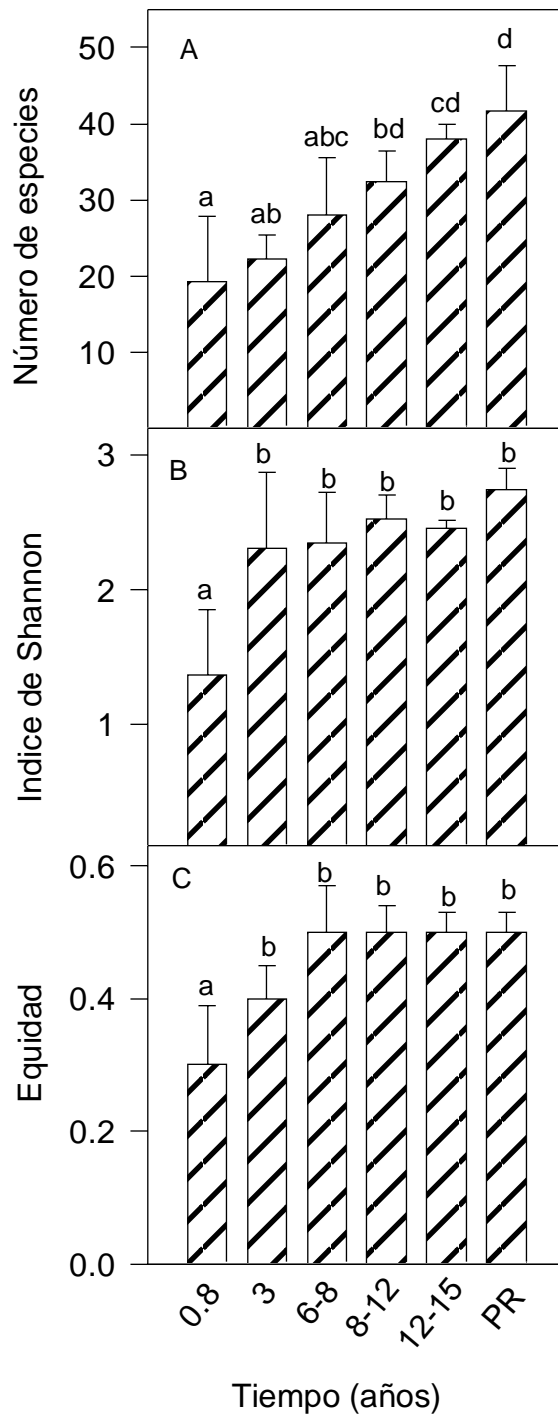 A
Número de especies
50
40
30
20
10
a
ab
abc
bd
cd
d
B
Indice de Shannon
3
2
1
a
b
b
b
b
b
C
Equidad
0.6
0.4
0.2
0.0
a
b
b
b
b
b
0.8
3
6-8
8-12
12-15
PR
Tiempo (años)